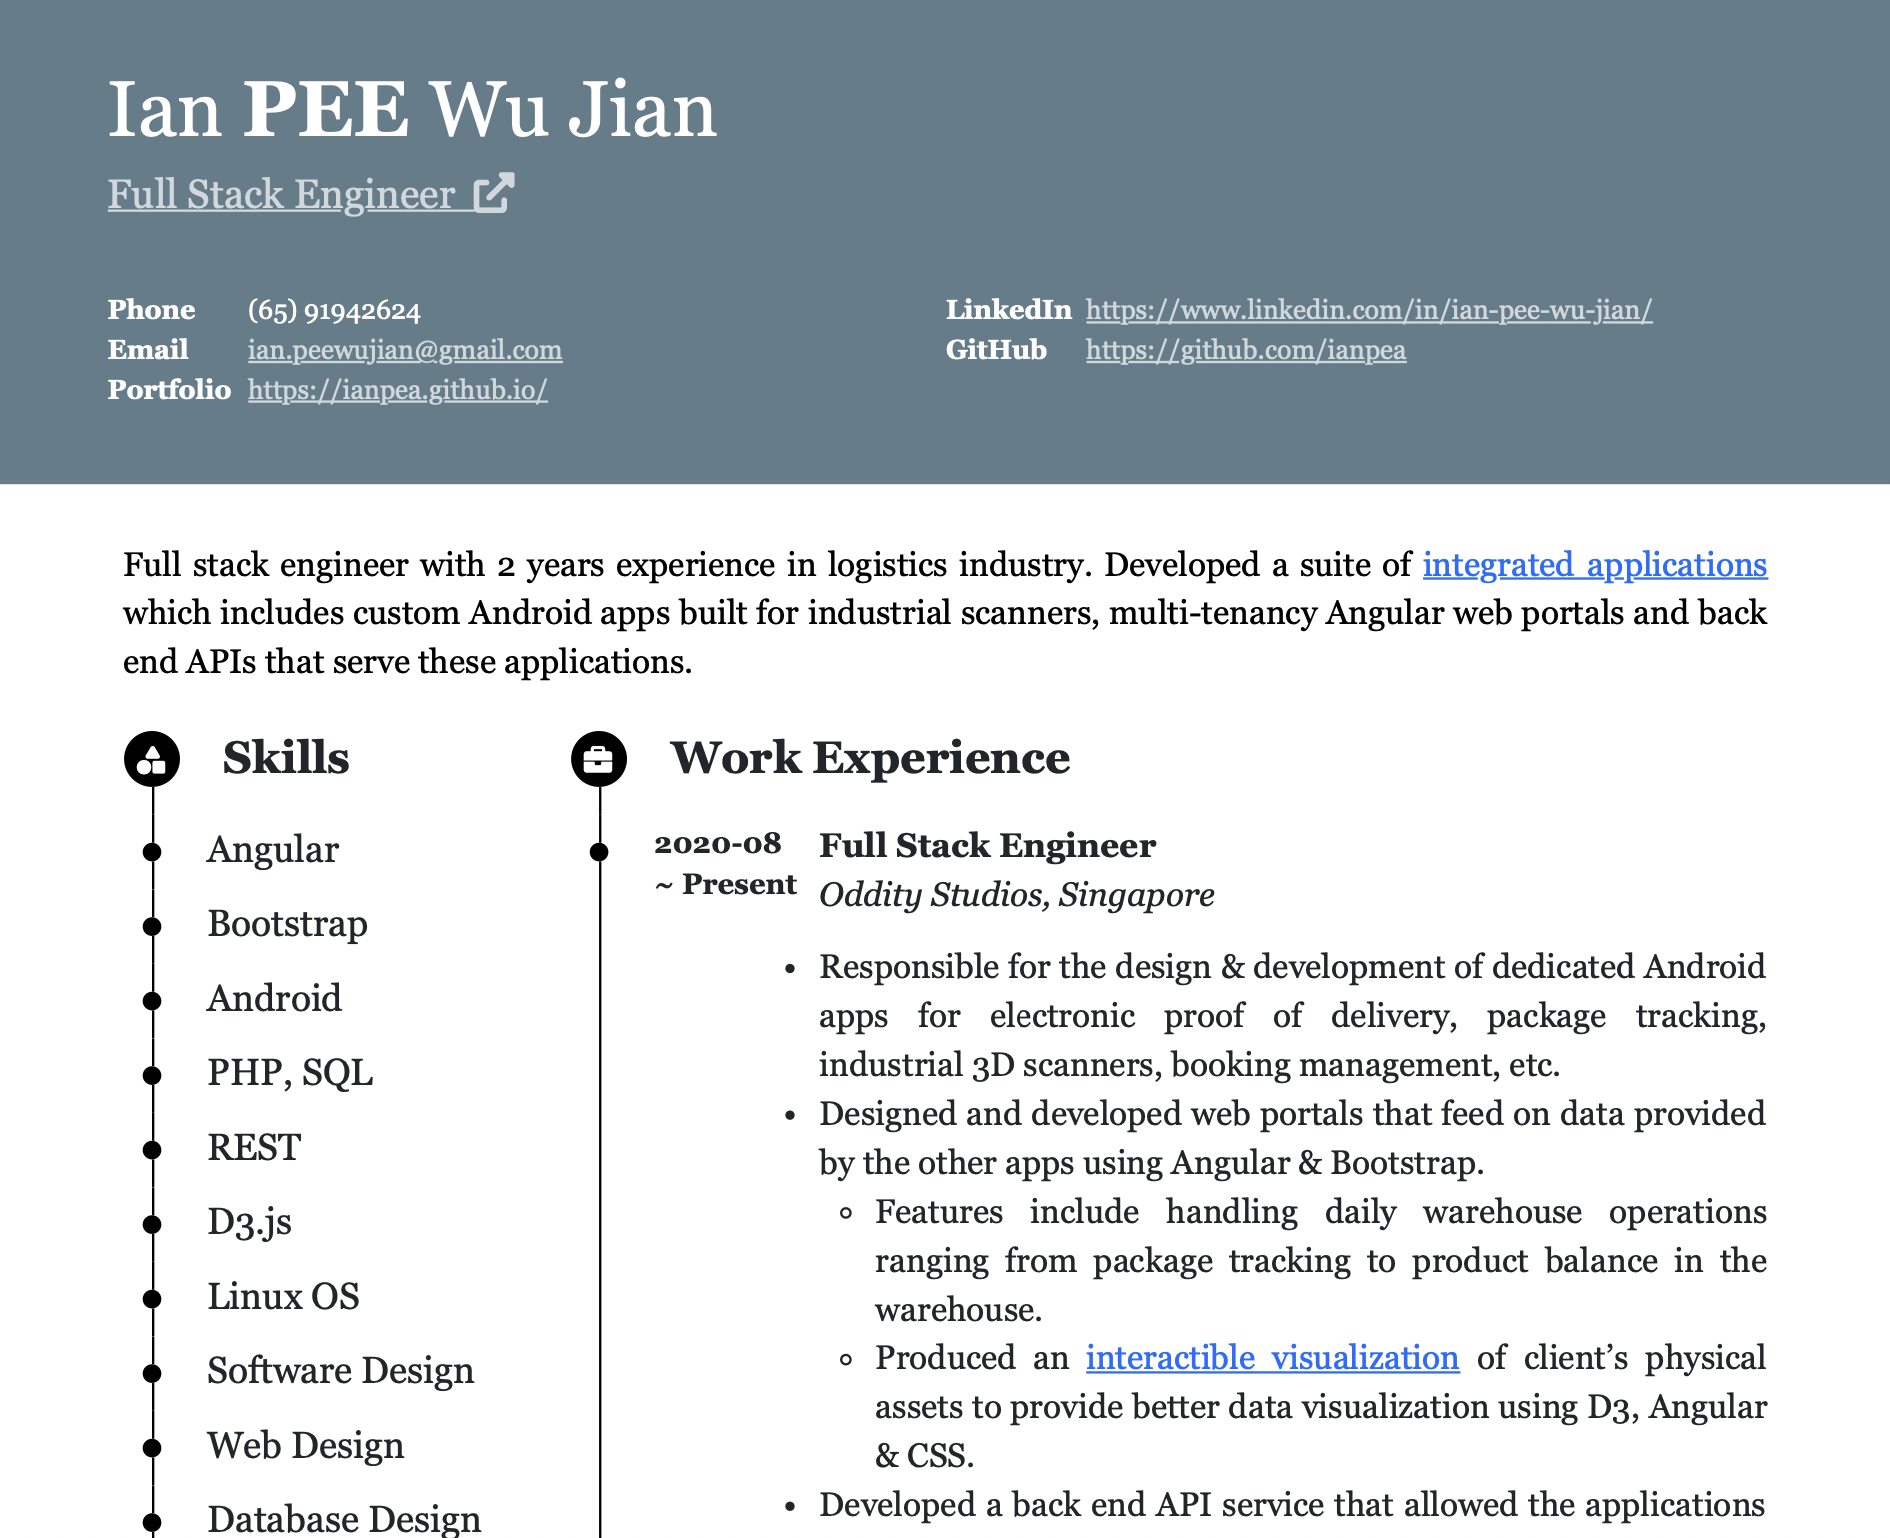 Ian PEE Wu Jian
Full Stack Engineer
Phone (65) 91942624
Email ian.peewujian@gmail.com
Portfolio https://ianpea.github.io/
LinkedIn https://www.linkedin.com/in/ian-pee-wu-jian/
GitHub https://github.com/ianpea
Full stack engineer with 2 years experience in logistics industry. Developed a suite of integrated applications
which includes custom Android apps built for industrial scanners, multi-tenancy Angular web portals and back
end APIs that serve these applications.
Skills
Angular
Bootstrap
Android
PHP, SQL
REST
D3.js
Linux OS
Software Design
Web Design
Database Design
Work Experience
2020-08
~ Present
Full Stack Engineer
Oddity Studios, Singapore
• Responsible for the design & development of dedicated Android
apps for electronic proof of delivery, package tracking,
industrial 3D scanners, booking management, etc.
• Designed and developed web portals that feed on data provided
by the other apps using Angular & Bootstrap.
◦ Features include handling daily warehouse operations
ranging from package tracking to product balance in the
warehouse.
◦ Produced an interactible visualization of client’s physical
assets to provide better data visualization using D3, Angular
& CSS.
• Developed a back end API service that allowed the applications